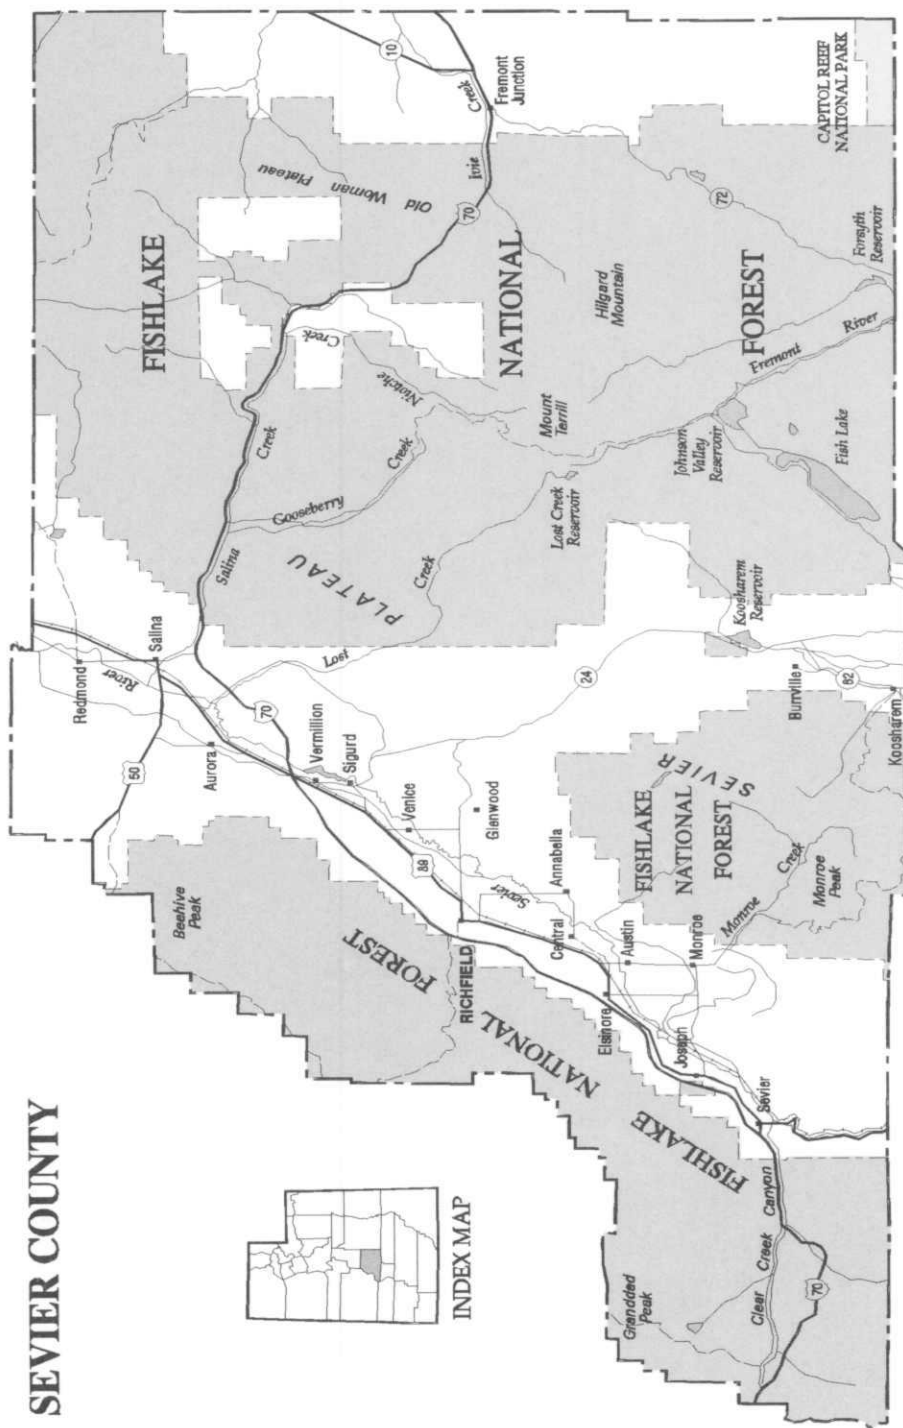 SEVIER COUNTY
INDEX MAP
FISHLAKE
NATIONAL
FOREST
Old Woman Plateau
10
Creek
Ivie
Fremont
Junction
CAPITOL REEF
NATIONAL PARK
70
72
Forsyth
Reservoir
Hilgard
Mountain
Fremont River
Niotche
Creek
Mount
Terrill
Johnson
Valley
Reservoir
Fish Lake
Salina
Creek
Gooseberry
Creek
PLATEAU
Lost Creek
Reservoir
Lost
Creek
Koosharem
Reservoir
Redmond
River
Salina
50
Aurora
70
Vermillion
Sigurd
24
Burrville
62
Koosharem
Venice
Glenwood
89
Sevier
Annabella
SEVIER
FISHLAKE
NATIONAL
FOREST
Monroe
Creek
Monroe
Peak
Beehive
Peak
FOREST
NATIONAL
FISHLAKE
RICHFIELD
Central
Austin
Monroe
Elsinore
Joseph
Sevier
Clear Creek Canyon
Granddad
Peak
70